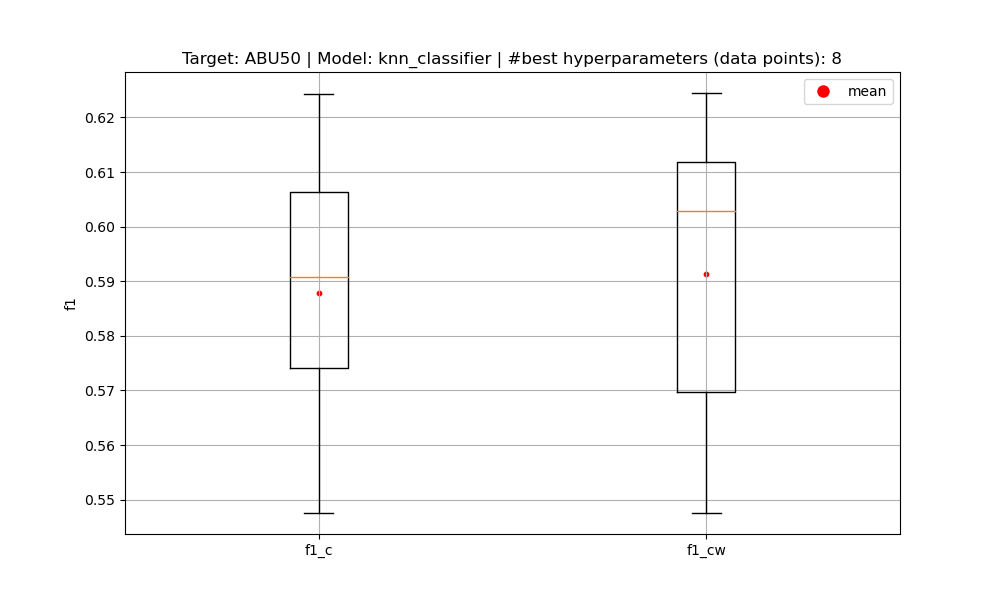 Target: ABU50 | Model: knn_classifier | #best hyperparameters (data points): 8
mean
0.62
0.61
0.60
0.59
0.58
0.57
0.56
0.55
f1
f1_c
f1_cw